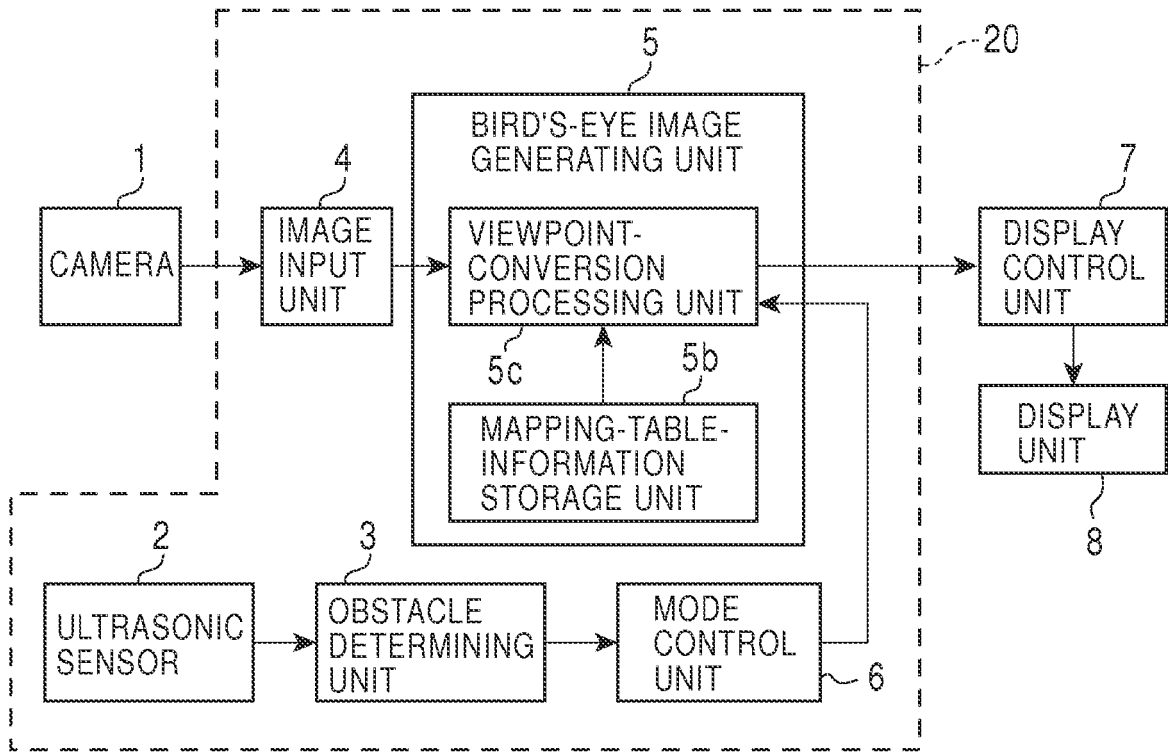 20
5
BIRD'S-EYE IMAGE
GENERATING UNIT
1
CAMERA
4
IMAGE
INPUT
UNIT
VIEWPOINT-
CONVERSION
PROCESSING UNIT
5c
7
DISPLAY
CONTROL
UNIT
5b
MAPPING-TABLE-
INFORMATION
STORAGE UNIT
DISPLAY
UNIT
8
2
ULTRASONIC
SENSOR
3
OBSTACLE
DETERMINING
UNIT
MODE
CONTROL
UNIT
6